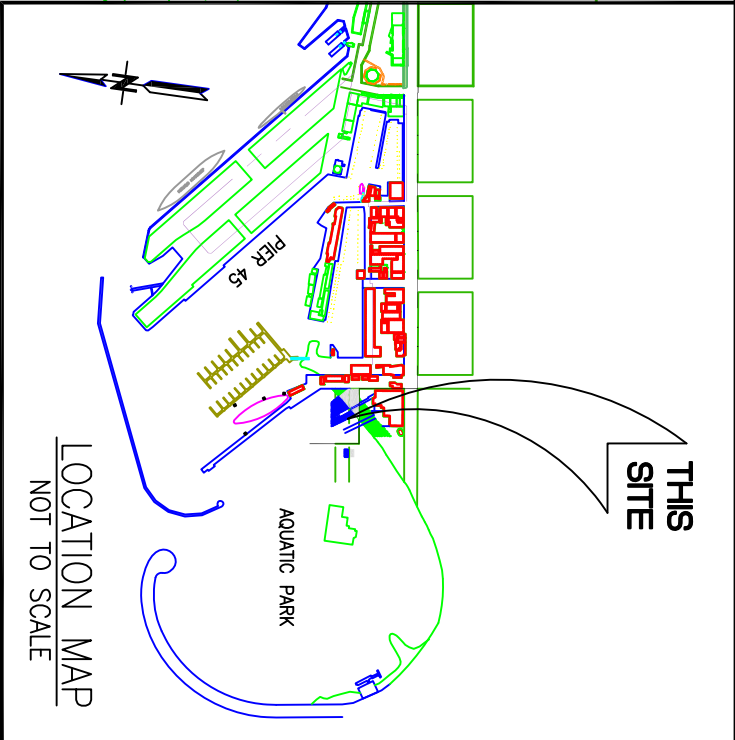 THIS
SITE
N
PIER 45
AQUATIC PARK
LOCATION MAP
NOT TO SCALE